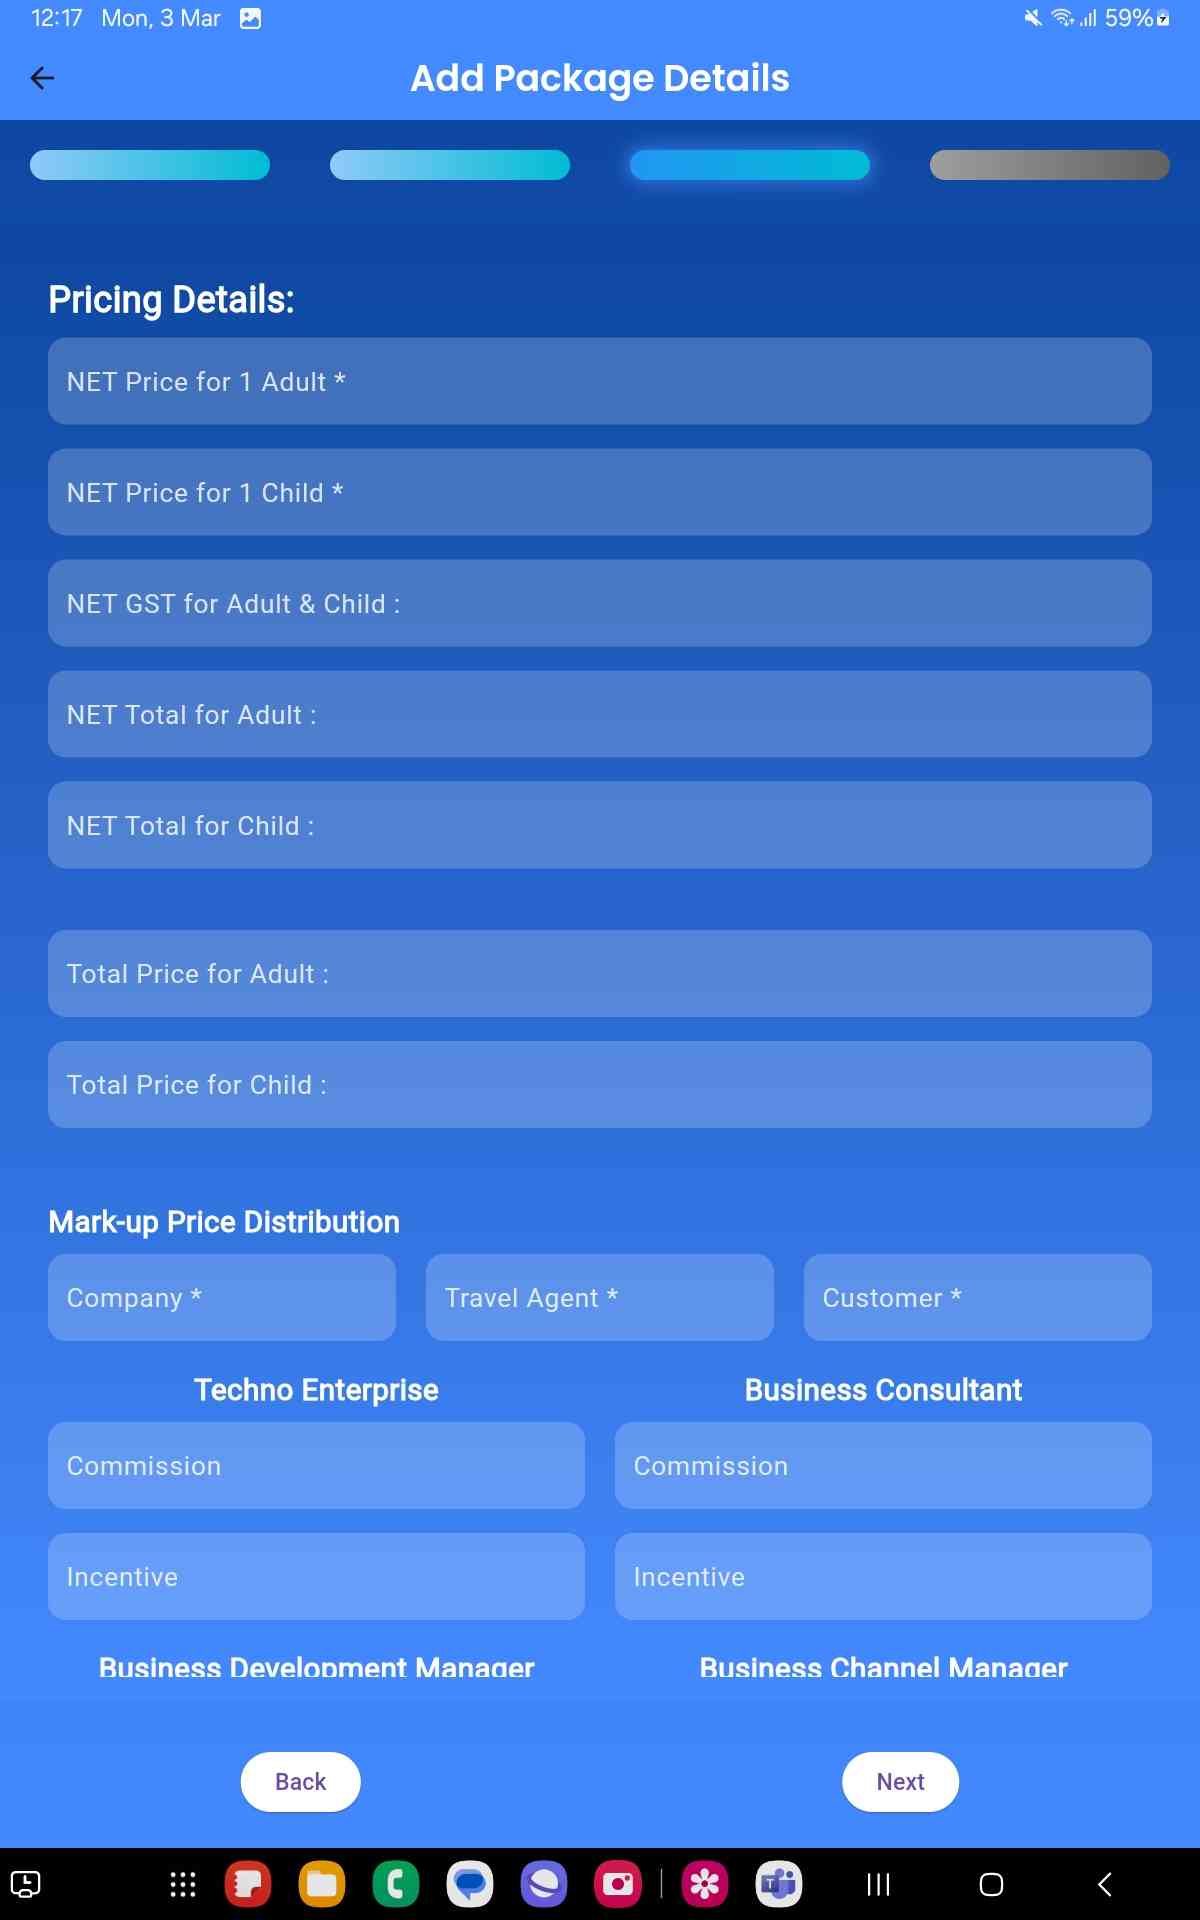 12:17 Mon, 3 Mar 59%
Add Package Details
Pricing Details:
NET Price for 1 Adult *
NET Price for 1 Child *
NET GST for Adult & Child :
NET Total for Adult :
NET Total for Child :
Total Price for Adult :
Total Price for Child :
Mark-up Price Distribution
Company * Travel Agent * Customer *
Techno Enterprise Business Consultant
Commission Commission
Incentive Incentive
Business Development Manager Business Channel Manager
Back Next